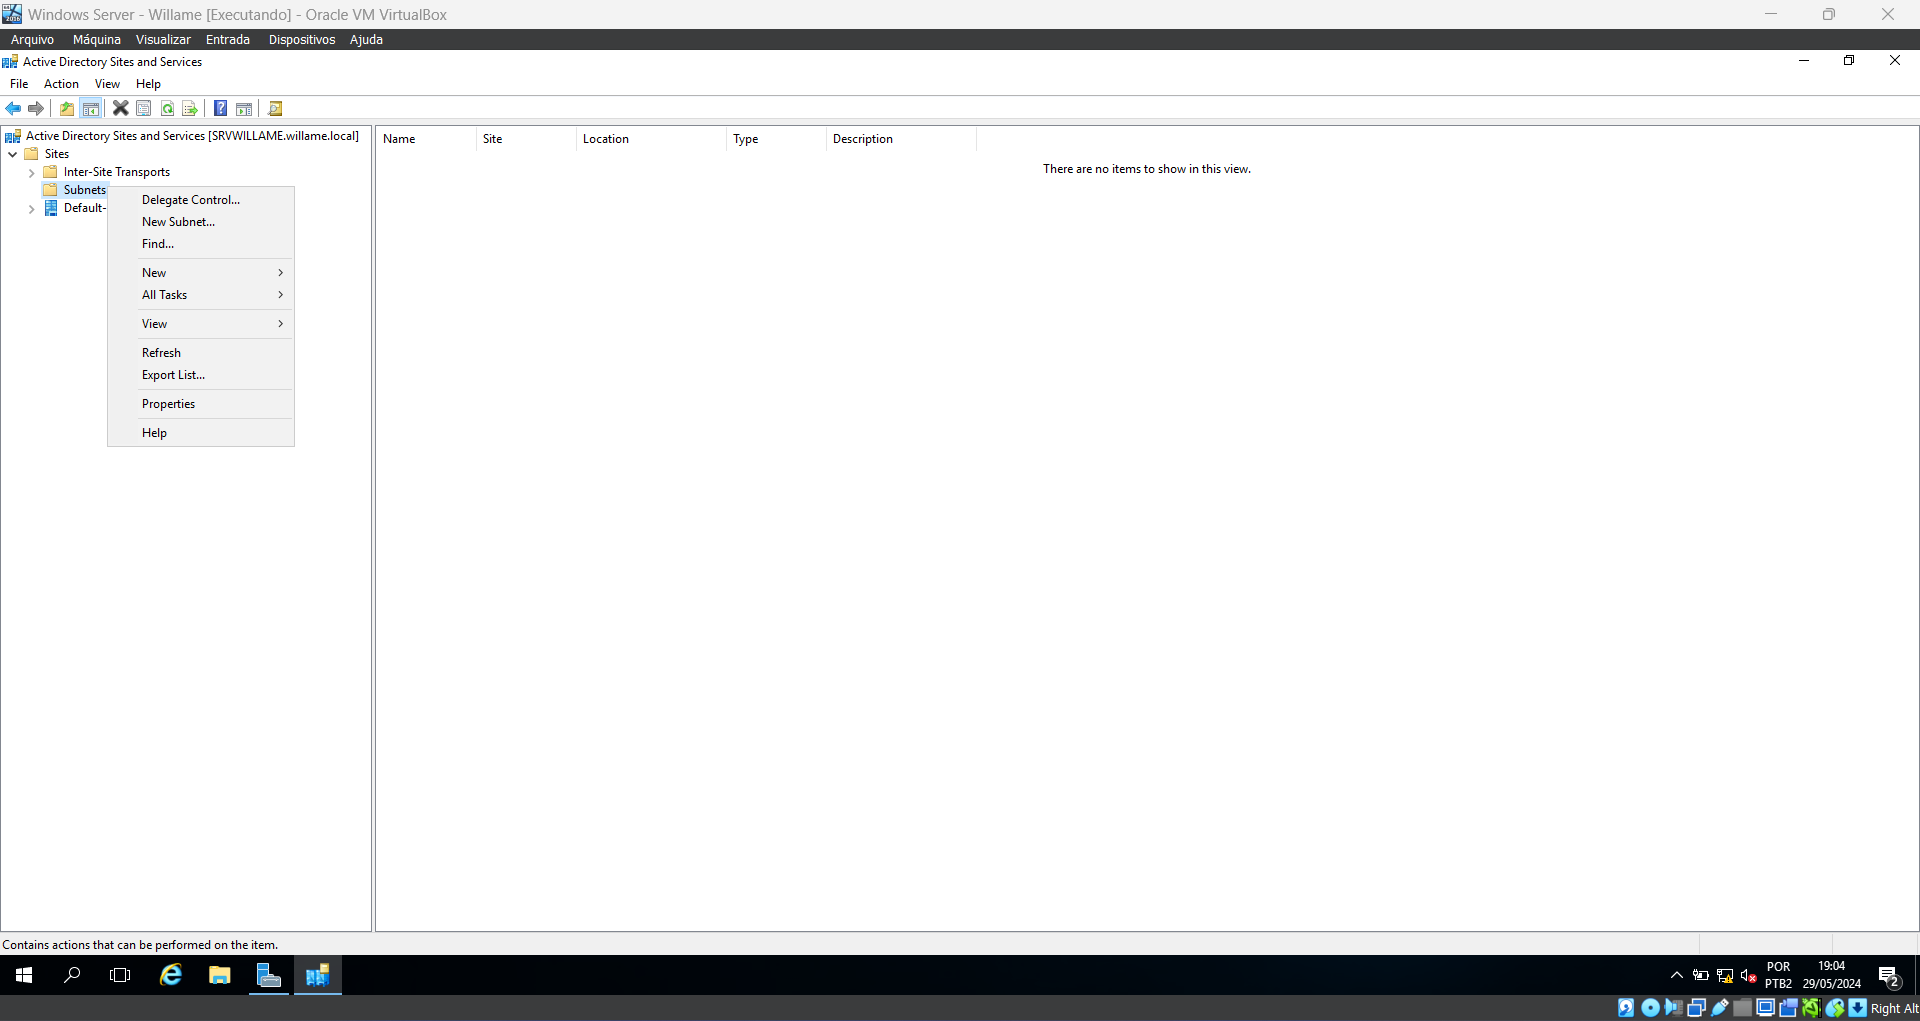 Windows Server - Willame [Executando] - Oracle VM VirtualBox
Arquivo Máquina Visualizar Entrada Dispositivos Ajuda
Active Directory Sites and Services
File Action View Help
Active Directory Sites and Services [SRVWILLAME.willame.local]
Sites
Inter-Site Transports
Subnets
Default-
Delegate Control...
New Subnet...
Find...
New
All Tasks
View
Refresh
Export List...
Properties
Help
Name Site Location Type Description
There are no items to show in this view.
Contains actions that can be performed on the item.
POR
PTB2
19:04
29/05/2024
2
Right Alt